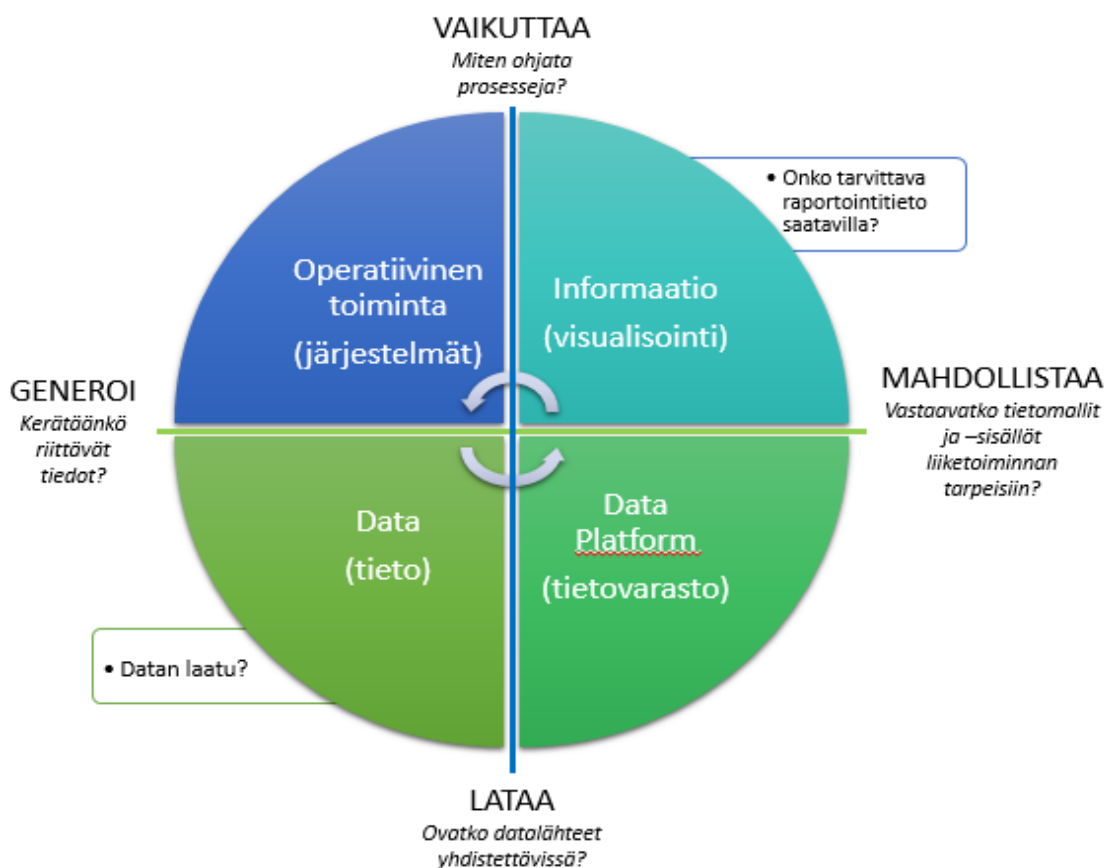 VAIKUTTAA
Miten ohjata
prosesseja?
• Onko tarvittava
raportointitieto
saatavilla?
Operatiivinen
toiminta
(järjestelmät)
Informaatio
(visualisointi)
GENEROI
Kerätäänkö
riittävät
tiedot?
MAHDOLLISTAA
Vastaavatko tietomallit
ja –sisällöt
liiketoiminnan
tarpeisiin?
Data
(tieto)
Data
Platform
(tietovarasto)
• Datan laatu?
LATAA
Ovatko datalähteet
yhdistettävissä?